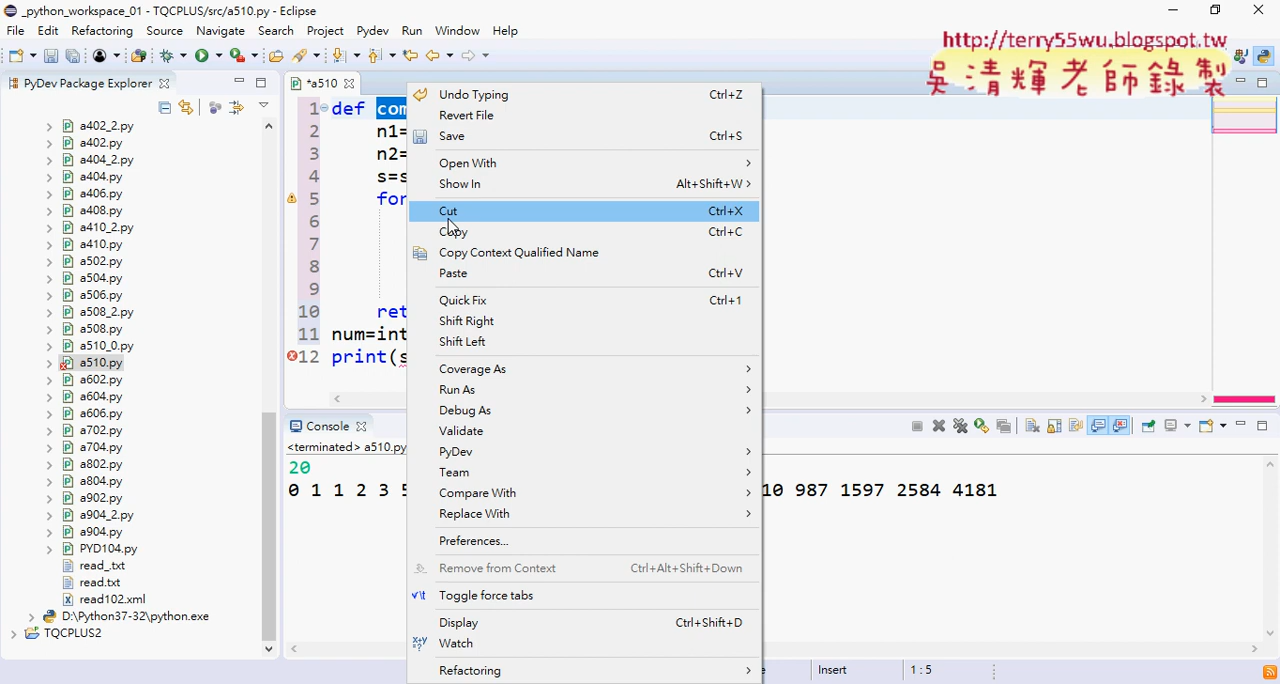 _python_workspace_01 - TQCPLUS/src/a510.py - Eclipse
File Edit Refactoring Source Navigate Search Project Pydev Run Window Help
http://terry55wu.blogspot.tw
吳清輝老師錄製
PyDev Package Explorer
*a510
a402_2.py
a402.py
a404_2.py
a404.py
a406.py
a408.py
a410_2.py
a410.py
a502.py
a504.py
a506.py
a508_2.py
a508.py
a510_0.py
a510.py
a602.py
a604.py
a606.py
a702.py
a704.py
a802.py
a804.py
a902.py
a904_2.py
a904.py
PYD104.py
read_.txt
read.txt
read102.xml
D:\Python37-32\python.exe
TQCPLUS2
1 def com
2 n1=
3 n2=
4 s=s
5 for
6
7
8
9
10 ret
11 num=int
12 print(s
Undo Typing Ctrl+Z
Revert File
Save Ctrl+S
Open With
Show In Alt+Shift+W
Cut Ctrl+X
Copy Ctrl+C
Copy Context Qualified Name
Paste Ctrl+V
Quick Fix Ctrl+1
Shift Right
Shift Left
Coverage As
Run As
Debug As
Validate
PyDev
Team
Compare With
Replace With
Preferences...
Remove from Context Ctrl+Alt+Shift+Down
Toggle force tabs
Display Ctrl+Shift+D
Watch
Refactoring
Console
<terminated> a510.py
20
0 1 1 2 3 5
10 987 1597 2584 4181
Insert
1 : 5